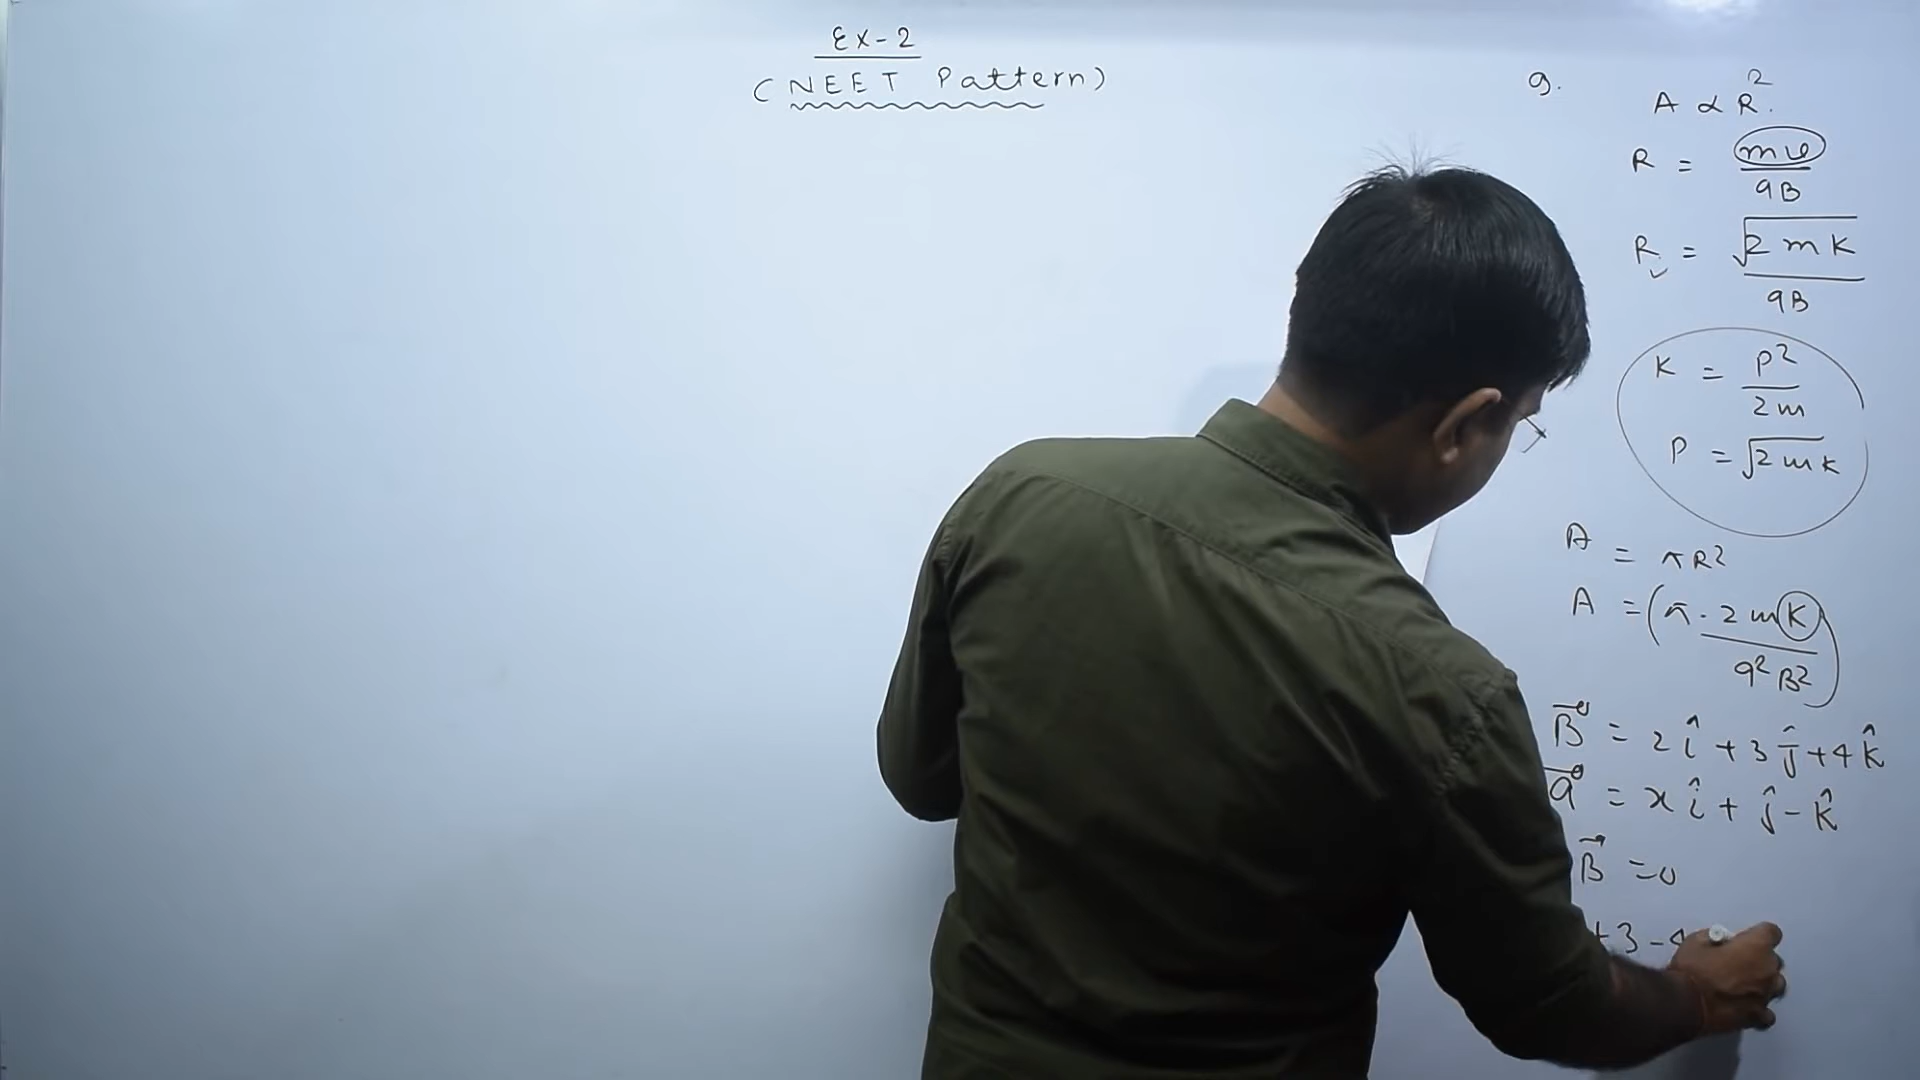 Ex-2
(NEET Pattern)
9.
A ∝ R².
R = mv/qB
R = √2mK/qB
K = P²/2m
P = √2mK
A = πR²
A = (π·2mK/q²B²)
B⃗ = 2î + 3ĵ + 4k̂
a⃗ = xî + ĵ - k̂
B⃗ = 0
+3-4